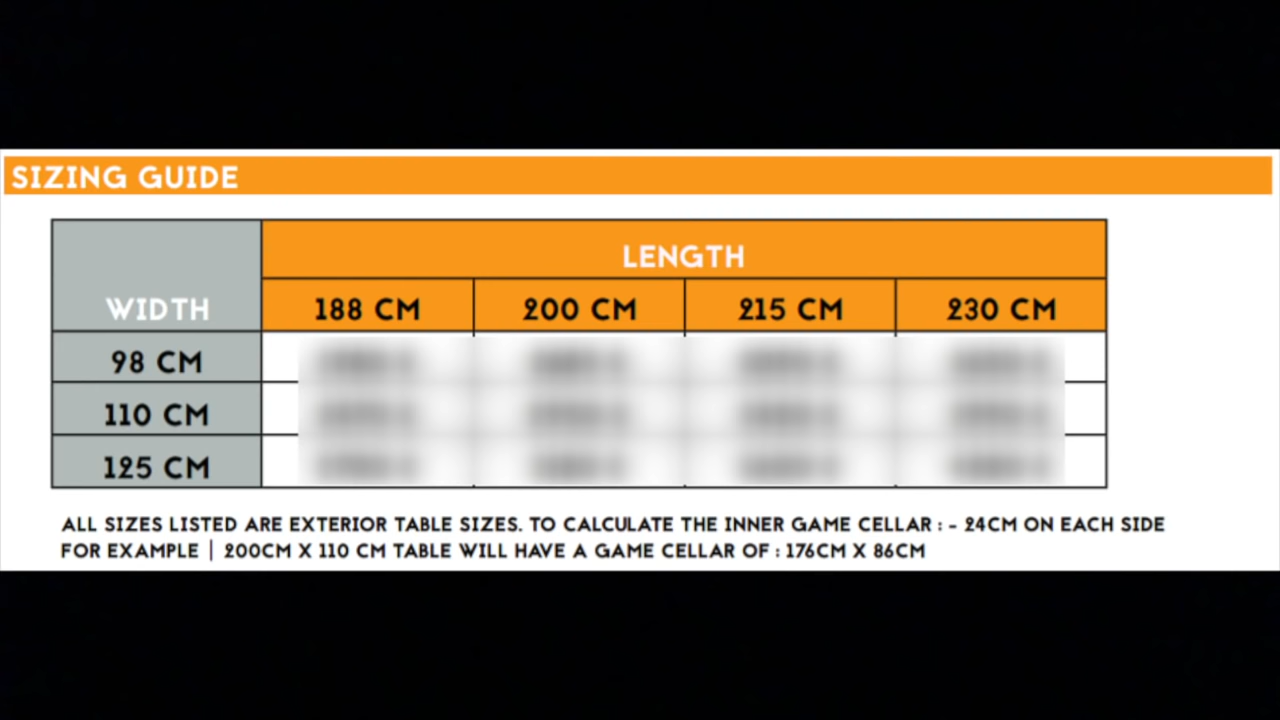 SIZING GUIDE
LENGTH
WIDTH 188 CM 200 CM 215 CM 230 CM
98 CM
110 CM
125 CM
ALL SIZES LISTED ARE EXTERIOR TABLE SIZES. TO CALCULATE THE INNER GAME CELLAR : - 24CM ON EACH SIDE
FOR EXAMPLE | 200CM X 110 CM TABLE WILL HAVE A GAME CELLAR OF : 176CM X 86CM